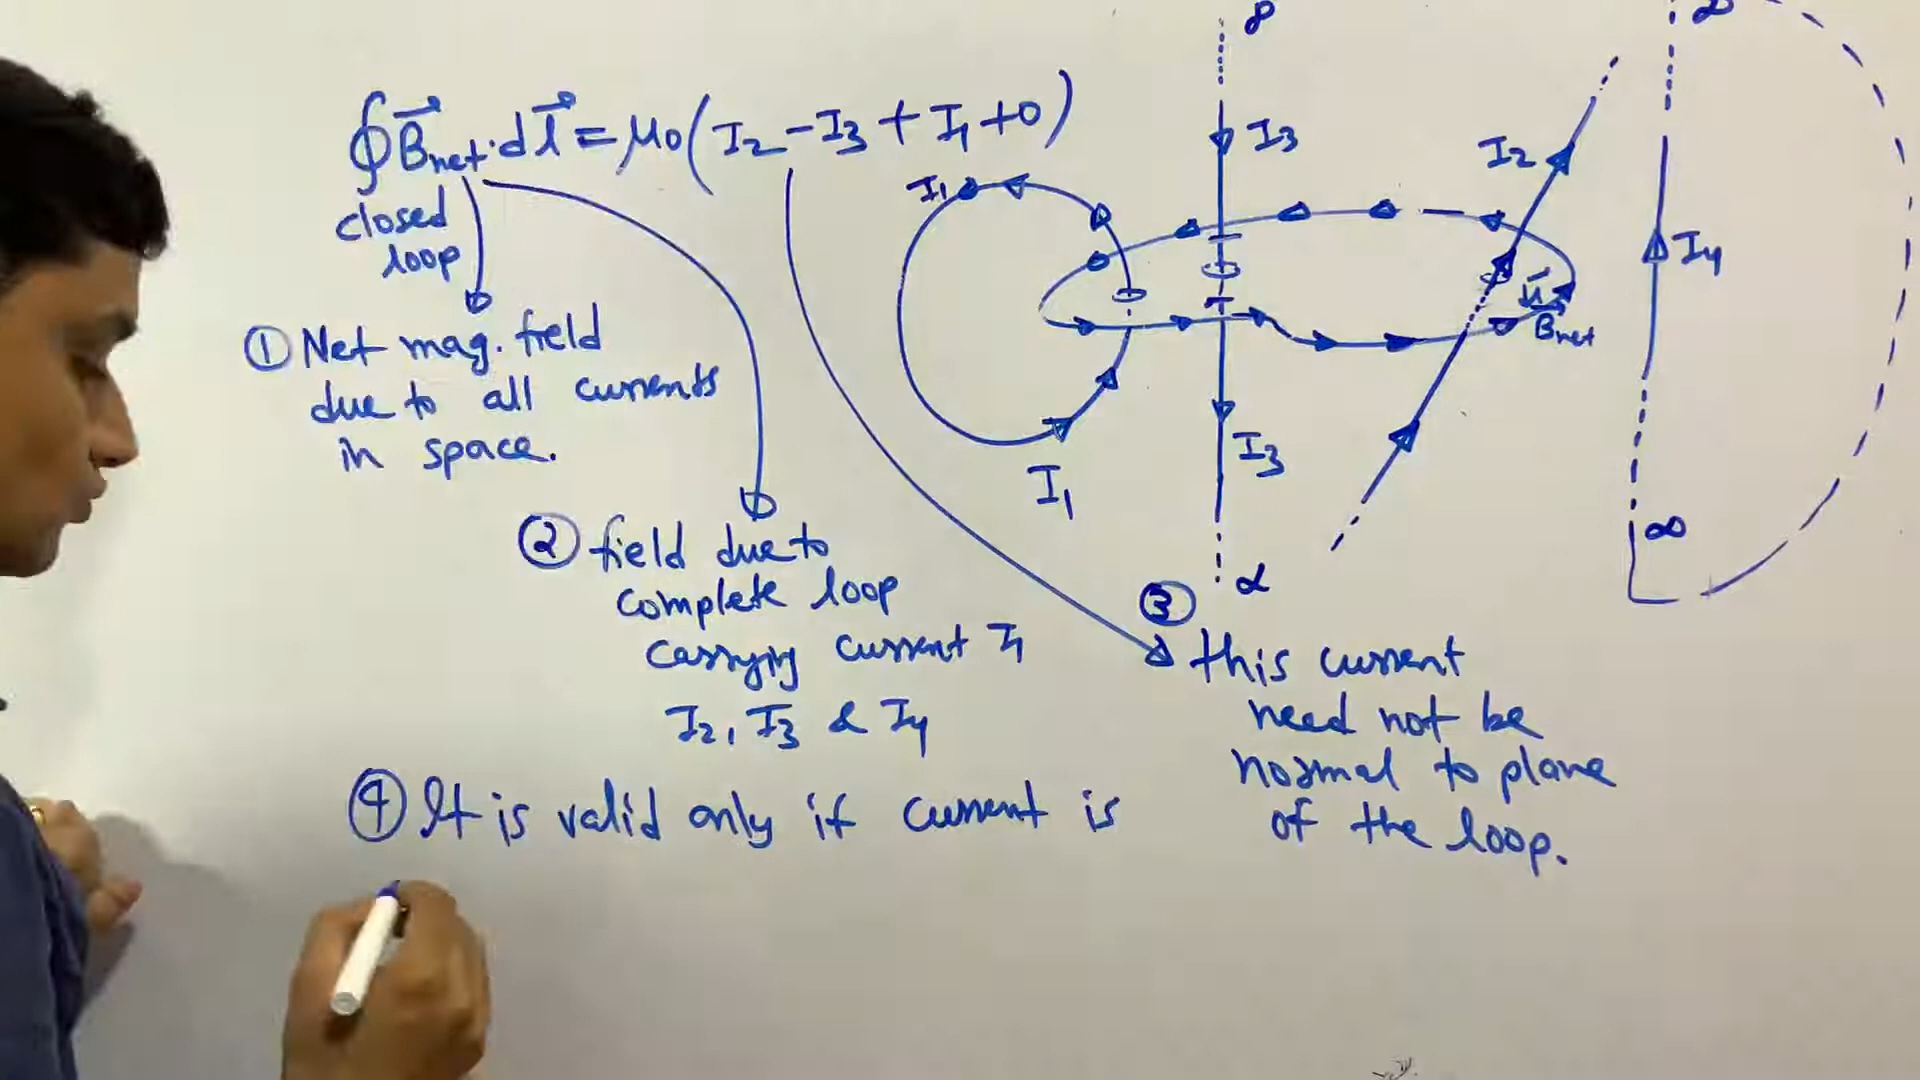 ∮B⃗net·dl⃗ = μ0(I2 - I3 + I1 + 0)
closed
loop
① Net mag. field
due to all currents
in space.
② field due to
complete loop
carrying current I1
I2, I3 & I4
③
this current
need not be
normal to plane
of the loop.
④ It is valid only if current is
∞
I3
I2
I1
I4
Bnet
I3
I1
∞
∞
∞